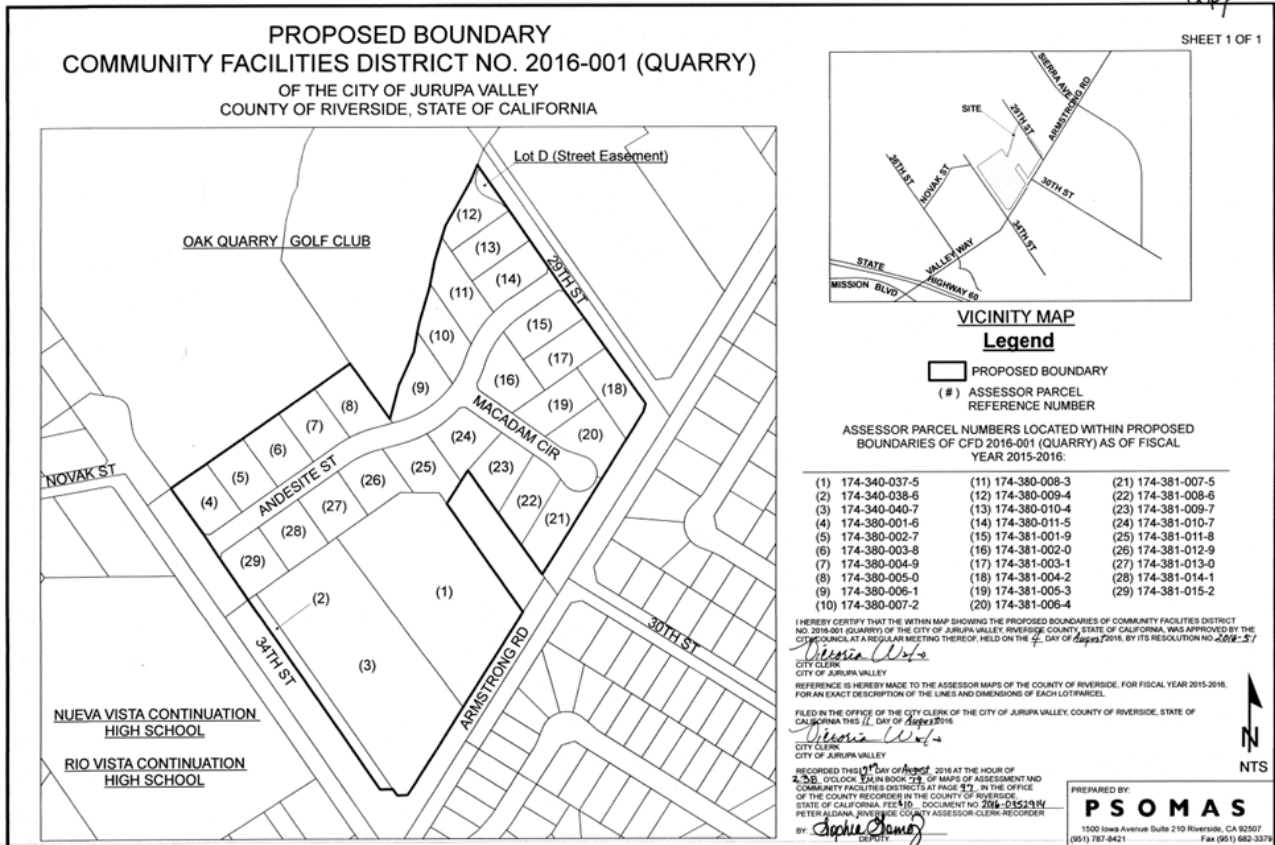 SHEET 1 OF 1
PROPOSED BOUNDARY
COMMUNITY FACILITIES DISTRICT NO. 2016-001 (QUARRY)
OF THE CITY OF JURUPA VALLEY
COUNTY OF RIVERSIDE, STATE OF CALIFORNIA
Lot D (Street Easement)
OAK QUARRY GOLF CLUB
29TH ST
(12)
(13)
(14)
(11)
(10)
(9)
(15)
(17)
(16)
(18)
(19)
(20)
MACADAM CIR
(8)
(7)
(6)
(5)
(4)
ANDESITE ST
(24)
(23)
(22)
(21)
(25)
(26)
(27)
(28)
(29)
NOVAK ST
(1)
(2)
(3)
34TH ST
ARMSTRONG RD
30TH ST
NUEVA VISTA CONTINUATION
HIGH SCHOOL
RIO VISTA CONTINUATION
HIGH SCHOOL
SIERRA AVE
ARMSTRONG RD
SITE
29TH ST
36TH ST
NOVAK ST
30TH ST
34TH ST
VALLEY WAY
STATE
HIGHWAY 60
MISSION BLVD
VICINITY MAP
Legend
PROPOSED BOUNDARY
(#) ASSESSOR PARCEL
REFERENCE NUMBER
ASSESSOR PARCEL NUMBERS LOCATED WITHIN PROPOSED
BOUNDARIES OF CFD 2016-001 (QUARRY) AS OF FISCAL
YEAR 2015-2016:
(1) 174-340-037-5 (11) 174-380-008-3 (21) 174-381-007-5
(2) 174-340-038-6 (12) 174-380-009-4 (22) 174-381-008-6
(3) 174-340-040-7 (13) 174-380-010-4 (23) 174-381-009-7
(4) 174-380-001-6 (14) 174-380-011-5 (24) 174-381-010-7
(5) 174-380-002-7 (15) 174-381-001-9 (25) 174-381-011-8
(6) 174-380-003-8 (16) 174-381-002-0 (26) 174-381-012-9
(7) 174-380-004-9 (17) 174-381-003-1 (27) 174-381-013-0
(8) 174-380-005-0 (18) 174-381-004-2 (28) 174-381-014-1
(9) 174-380-006-1 (19) 174-381-005-3 (29) 174-381-015-2
(10) 174-380-007-2 (20) 174-381-006-4
I HEREBY CERTIFY THAT THE WITHIN MAP SHOWING THE PROPOSED BOUNDARIES OF COMMUNITY FACILITIES DISTRICT
NO. 2016-001 (QUARRY) OF THE CITY OF JURUPA VALLEY, RIVERSIDE COUNTY, STATE OF CALIFORNIA, WAS APPROVED BY THE
CITY COUNCIL AT A REGULAR MEETING THEREOF, HELD ON THE 4 DAY OF August 2016, BY ITS RESOLUTION NO. 2016-51
Victoria
CITY CLERK
CITY OF JURUPA VALLEY
REFERENCE IS HEREBY MADE TO THE ASSESSOR MAPS OF THE COUNTY OF RIVERSIDE, FOR FISCAL YEAR 2015-2016,
FOR AN EXACT DESCRIPTION OF THE LINES AND DIMENSIONS OF EACH LOT/PARCEL.
FILED IN THE OFFICE OF THE CITY CLERK OF THE CITY OF JURUPA VALLEY, COUNTY OF RIVERSIDE, STATE OF
CALIFORNIA THIS 11 DAY OF August 2016.
Victoria
CITY CLERK
CITY OF JURUPA VALLEY
RECORDED THIS DAY OF August 2016 AT THE HOUR OF
2:38 O'CLOCK PM IN BOOK 79 OF MAPS OF ASSESSMENT AND
COMMUNITY FACILITIES DISTRICTS AT PAGE 97, IN THE OFFICE
OF THE COUNTY RECORDER IN THE COUNTY OF RIVERSIDE,
STATE OF CALIFORNIA. FEE $10 DOCUMENT NO. 2016-0352914
PETER ALDANA, RIVERSIDE COUNTY ASSESSOR-CLERK-RECORDER
BY: Sophia
DEPUTY
N
NTS
PREPARED BY:
PSOMAS
1500 Iowa Avenue Suite 210 Riverside, CA 92507
(951) 787-8421 Fax (951) 682-3379